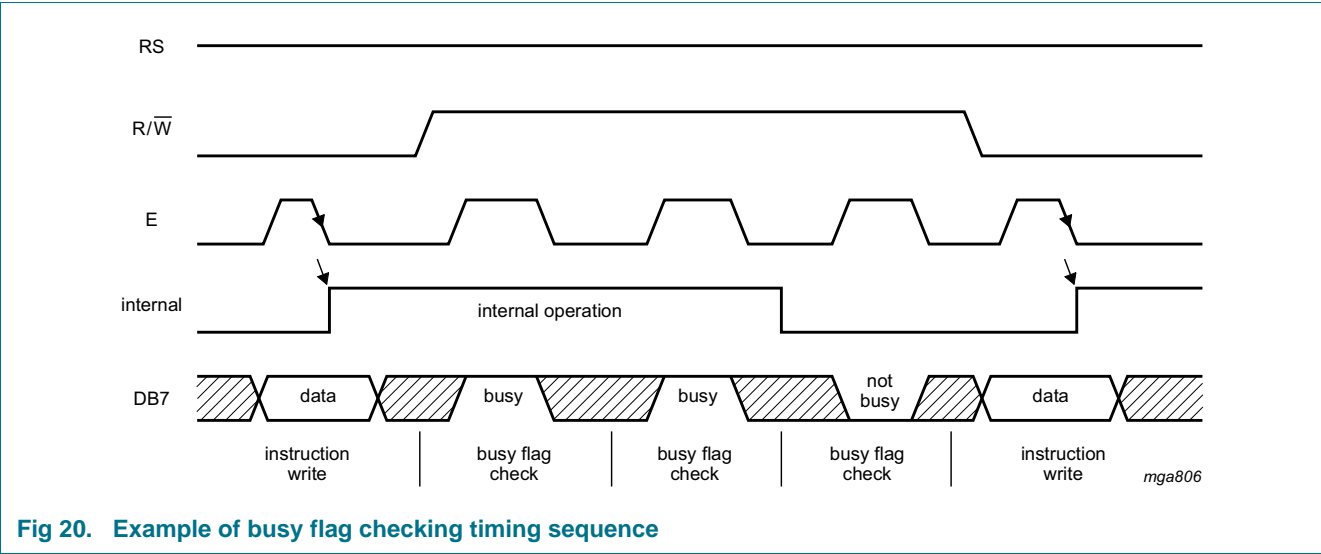 RS
R/W̅
E
internal
internal operation
DB7
data
busy
busy
not
busy
data
instruction
write
busy flag
check
busy flag
check
busy flag
check
instruction
write
mga806
Fig 20. Example of busy flag checking timing sequence